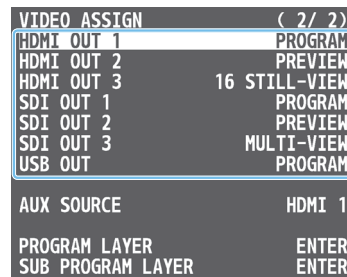 VIDEO ASSIGN ( 2/ 2)
HDMI OUT 1 PROGRAM
HDMI OUT 2 PREVIEW
HDMI OUT 3 16 STILL-VIEW
SDI OUT 1 PROGRAM
SDI OUT 2 PREVIEW
SDI OUT 3 MULTI-VIEW
USB OUT PROGRAM
AUX SOURCE HDMI 1
PROGRAM LAYER ENTER
SUB PROGRAM LAYER ENTER